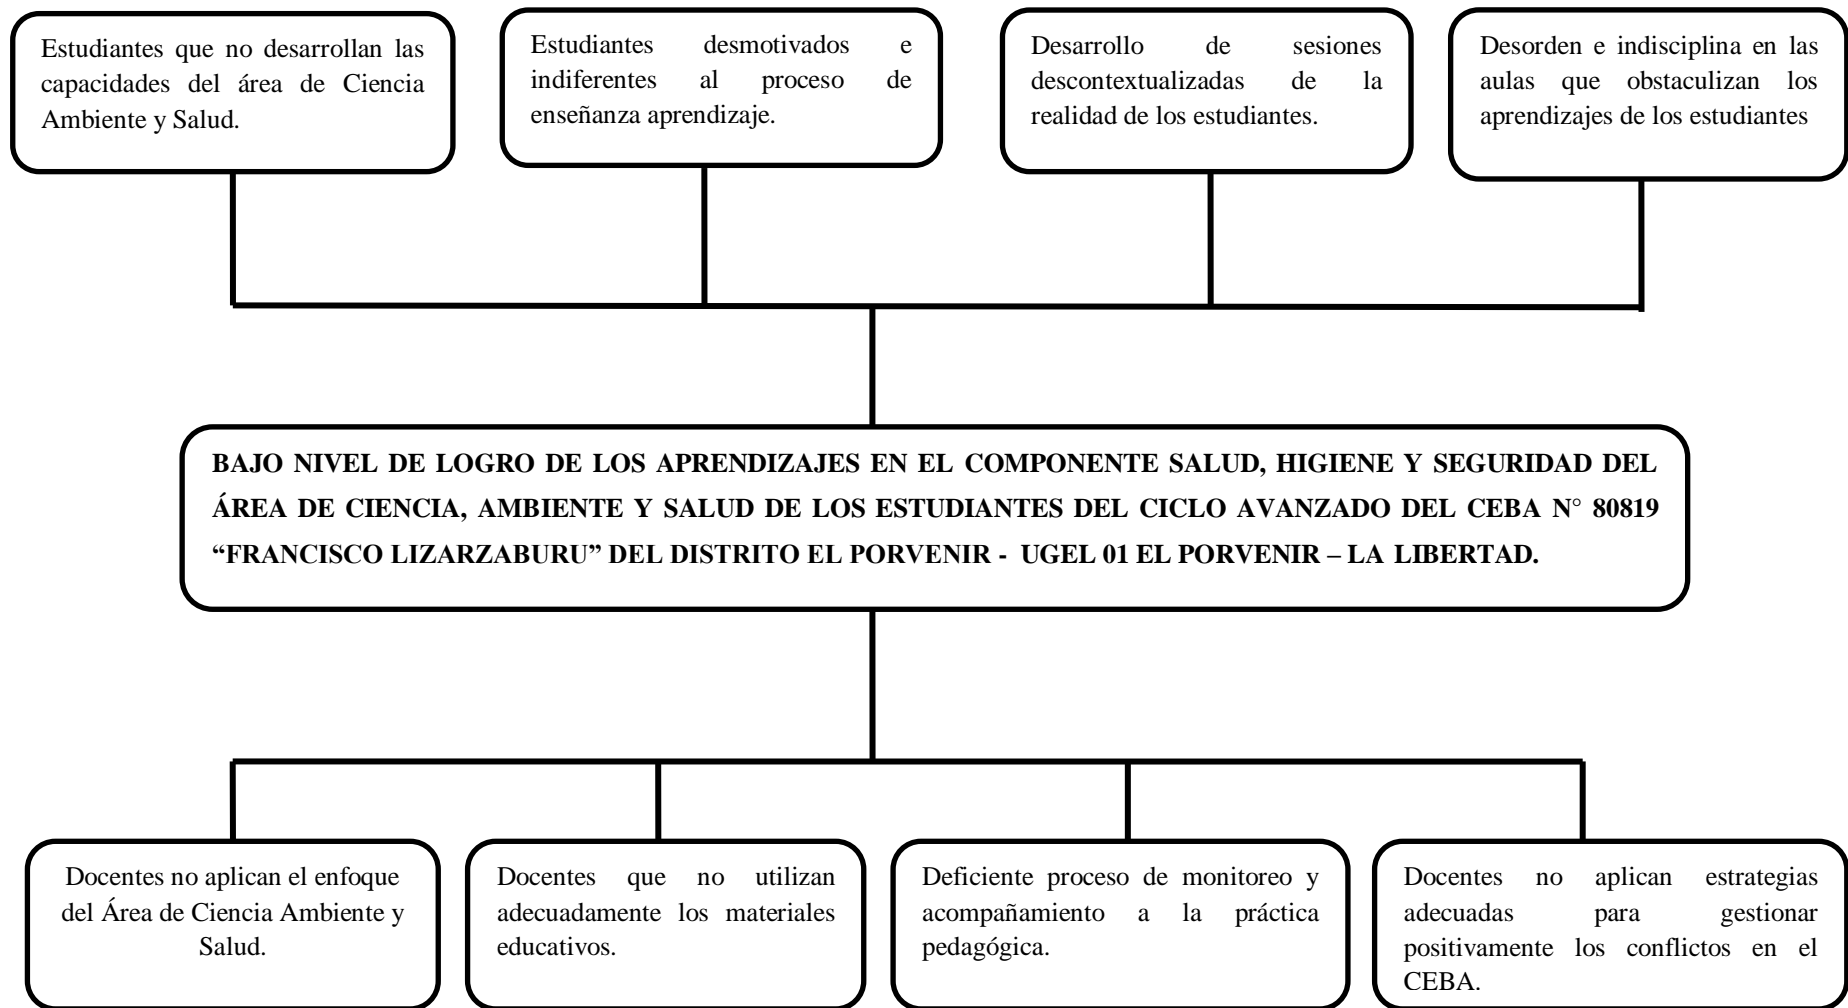 Estudiantes que no desarrollan las
capacidades del área de Ciencia
Ambiente y Salud.
Estudiantes desmotivados e
indiferentes al proceso de
enseñanza aprendizaje.
Desarrollo de sesiones
descontextualizadas de la
realidad de los estudiantes.
Desorden e indisciplina en las
aulas que obstaculizan los
aprendizajes de los estudiantes
BAJO NIVEL DE LOGRO DE LOS APRENDIZAJES EN EL COMPONENTE SALUD, HIGIENE Y SEGURIDAD DEL
ÁREA DE CIENCIA, AMBIENTE Y SALUD DE LOS ESTUDIANTES DEL CICLO AVANZADO DEL CEBA N° 80819
“FRANCISCO LIZARZABURU” DEL DISTRITO EL PORVENIR - UGEL 01 EL PORVENIR – LA LIBERTAD.
Docentes no aplican el enfoque
del Área de Ciencia Ambiente y
Salud.
Docentes que no utilizan
adecuadamente los materiales
educativos.
Deficiente proceso de monitoreo y
acompañamiento a la práctica
pedagógica.
Docentes no aplican estrategias
adecuadas para gestionar
positivamente los conflictos en el
CEBA.